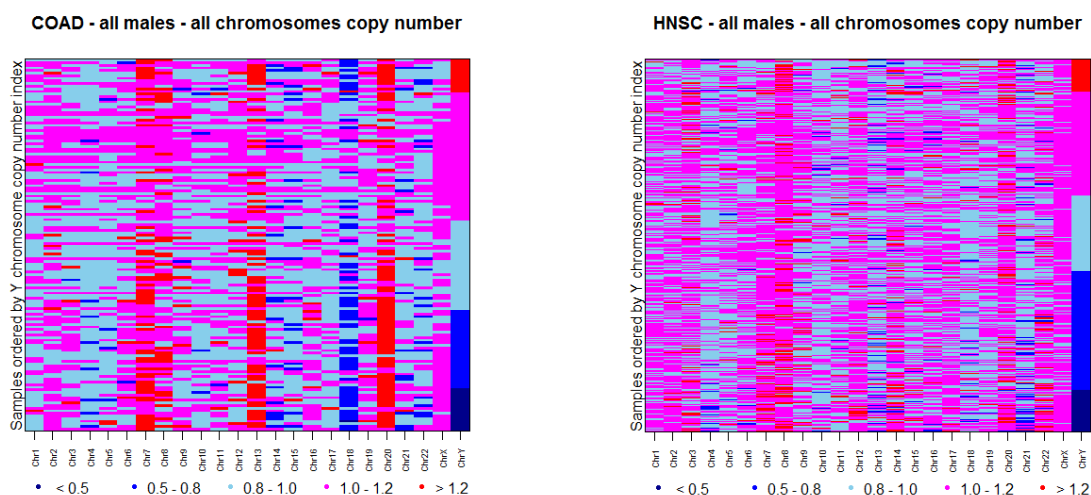 COAD - all males - all chromosomes copy number
Samples ordered by Y chromosome copy number index
Chr1 Chr2 Chr3 Chr4 Chr5 Chr6 Chr7 Chr8 Chr9 Chr10 Chr11 Chr12 Chr13 Chr14 Chr15 Chr16 Chr17 Chr18 Chr19 Chr20 Chr21 Chr22 ChrX ChrY
< 0.5 0.5 - 0.8 0.8 - 1.0 1.0 - 1.2 > 1.2
HNSC - all males - all chromosomes copy number
Samples ordered by Y chromosome copy number index
Chr1 Chr2 Chr3 Chr4 Chr5 Chr6 Chr7 Chr8 Chr9 Chr10 Chr11 Chr12 Chr13 Chr14 Chr15 Chr16 Chr17 Chr18 Chr19 Chr20 Chr21 Chr22 ChrX ChrY
< 0.5 0.5 - 0.8 0.8 - 1.0 1.0 - 1.2 > 1.2